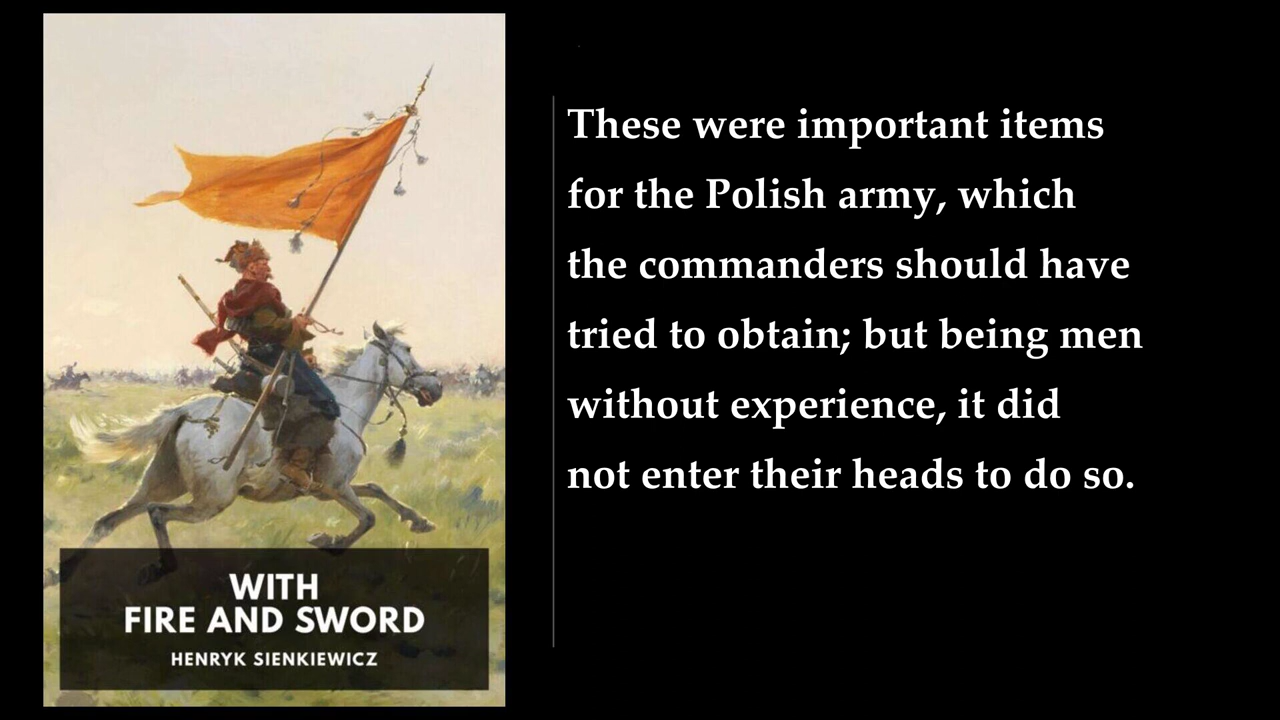 These were important items
for the Polish army, which
the commanders should have
tried to obtain; but being men
without experience, it did
not enter their heads to do so.
WITH
FIRE AND SWORD
HENRYK SIENKIEWICZ